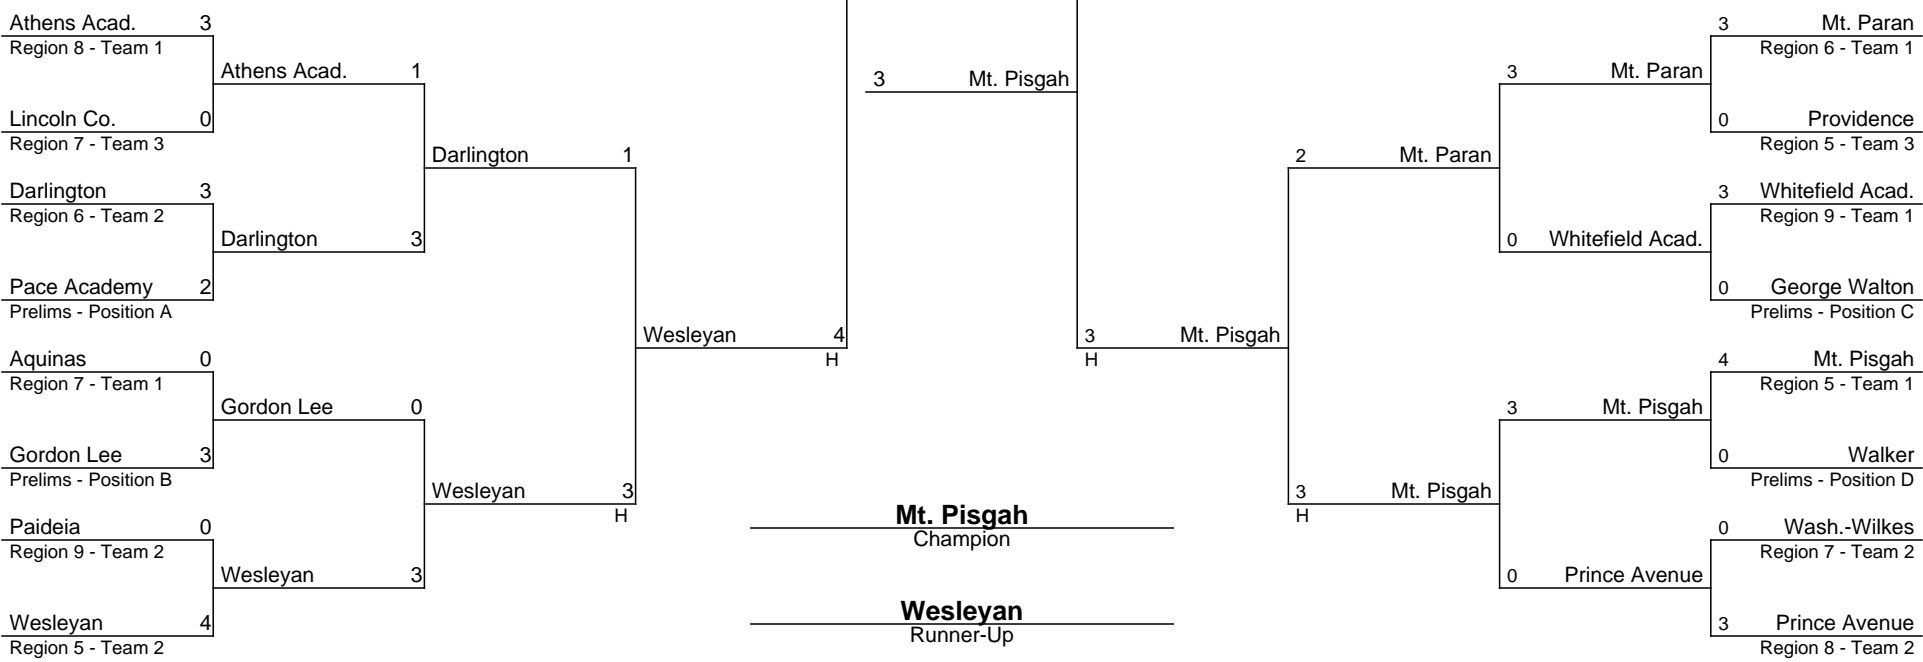 Athens Acad. 3
Region 8 - Team 1
Athens Acad. 1
Lincoln Co. 0
Region 7 - Team 3
Darlington 1
Darlington 3
Region 6 - Team 2
Darlington 3
Pace Academy 2
Prelims - Position A
Wesleyan 4
H
Aquinas 0
Region 7 - Team 1
Gordon Lee 0
Gordon Lee 3
Prelims - Position B
Wesleyan 3
H
Paideia 0
Region 9 - Team 2
Wesleyan 3
Wesleyan 4
Region 5 - Team 2
3 Mt. Pisgah
Mt. Pisgah
Champion
Wesleyan
Runner-Up
3 Mt. Paran
Region 6 - Team 1
3 Mt. Paran
0 Providence
Region 5 - Team 3
2 Mt. Paran
3 Whitefield Acad.
Region 9 - Team 1
0 Whitefield Acad.
0 George Walton
Prelims - Position C
3 Mt. Pisgah
H
4 Mt. Pisgah
Region 5 - Team 1
3 Mt. Pisgah
0 Walker
Prelims - Position D
3 Mt. Pisgah
H
0 Wash.-Wilkes
Region 7 - Team 2
0 Prince Avenue
3 Prince Avenue
Region 8 - Team 2